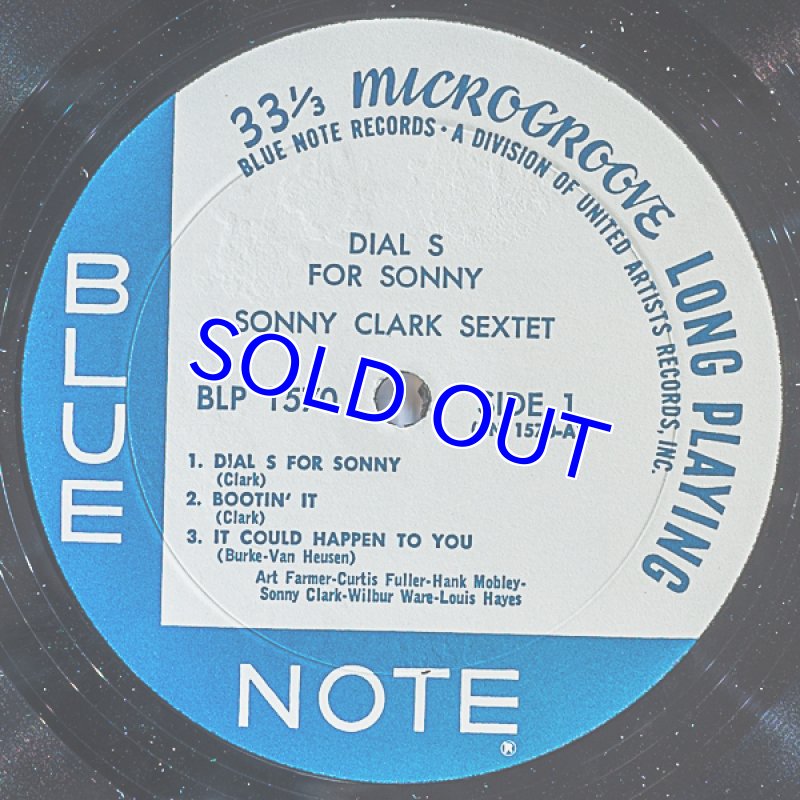 33⅓ MICROGROOVE LONG PLAYING
BLUE NOTE RECORDS • A DIVISION OF UNITED ARTISTS RECORDS, INC.
DIAL S
FOR SONNY
SONNY CLARK SEXTET
SOLD OUT
BLP 1570 SIDE 1
1. DIAL S FOR SONNY
(Clark)
2. BOOTIN' IT
(Clark)
3. IT COULD HAPPEN TO YOU
(Burke-Van Heusen)
Art Farmer-Curtis Fuller-Hank Mobley-
Sonny Clark-Wilbur Ware-Louis Hayes
BLUE
NOTE
®